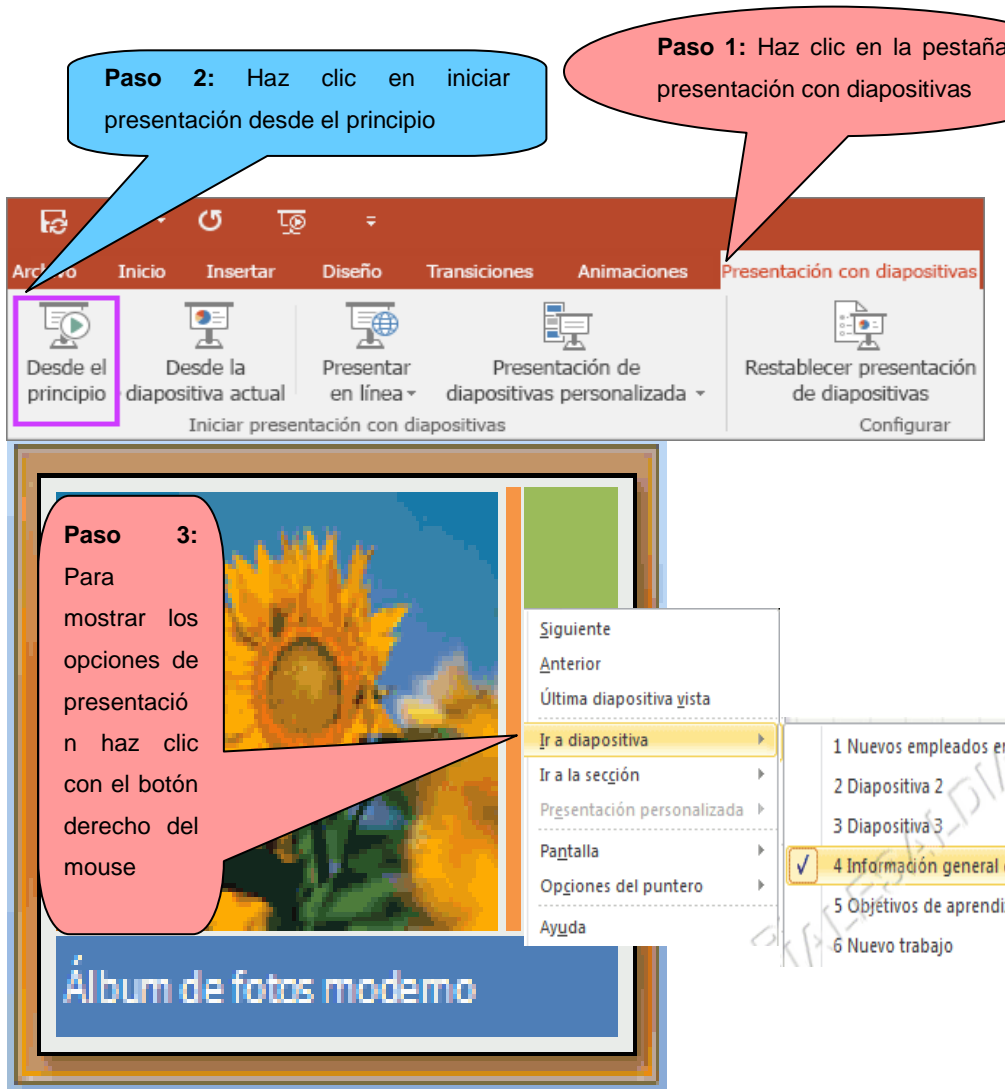 Paso 1: Haz clic en la pestaña
presentación con diapositivas
Paso 2: Haz clic en iniciar
presentación desde el principio
Inicio Insertar Diseño Transiciones Animaciones Presentación con diapositivas
Desde el
principio
Desde la
diapositiva actual
Presentar
en línea
Presentación de
diapositivas personalizada
Restablecer presentación
de diapositivas
Iniciar presentación con diapositivas
Configurar
Paso 3:
Para
mostrar los
opciones de
presentació
n haz clic
con el botón
derecho del
mouse
Siguiente
Anterior
Última diapositiva vista
Ir a diapositiva
Ir a la sección
Presentación personalizada
Pantalla
Opciones del puntero
Ayuda
1 Nuevos empleados
2 Diapositiva 2
3 Diapositiva 3
4 Información general
5 Objetivos de
6 Nuevo trabajo
Álbum de fotos moderno